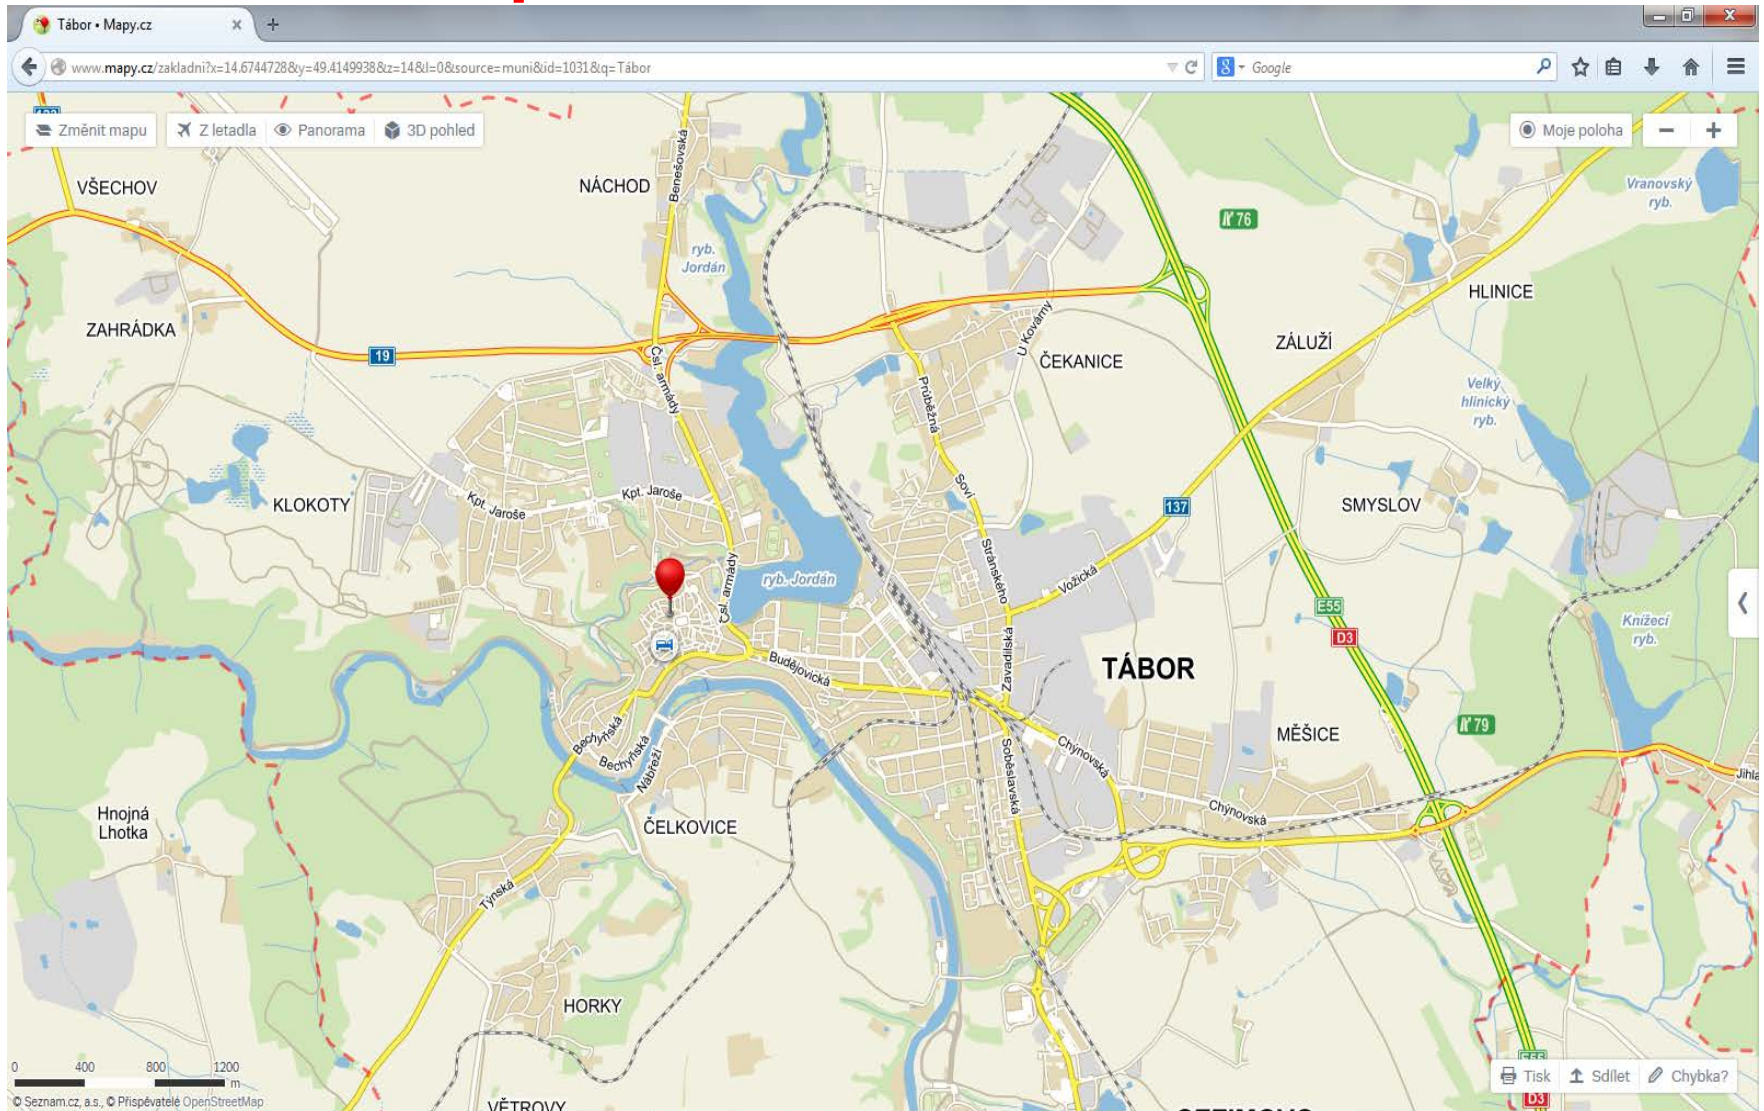 Tábor • Mapy.cz
www.mapy.cz/zakladni?x=14.6744728&y=49.4149938&z=14&l=0&source=muni&id=1031&q=Tábor
Google
Změnit mapu
Z letadla
Panorama
3D pohled
Moje poloha
VŠECHOV
NÁCHOD
Benešovská
ryb.
Jordán
76
Vranovský
ryb.
HLINICE
ZAHRÁDKA
19
Čsl. armády
U Kovárny
ČEKANICE
ZÁLUŽÍ
Průběžná
Velký
hlinický
ryb.
KLOKOTY
Kpt. Jaroše
Kpt. Jaroše
Soví
137
SMYSLOV
Stránského
Čsl. armády
ryb. Jordán
Vožická
E55
D3
Knížecí
ryb.
Zavadilská
TÁBOR
Budějovická
79
MĚŠICE
Bechyňská
Bechyňská
Nábřeží
Soběslavská
Chýnovská
Jihla
Hnojná
Lhotka
ČELKOVICE
Chýnovská
Týnská
HORKY
0 400 800 1200
m
E55
D3
Tisk
Sdílet
Chybka?
© Seznam.cz, a.s., © Přispěvatelé OpenStreetMap
VĚTROVY